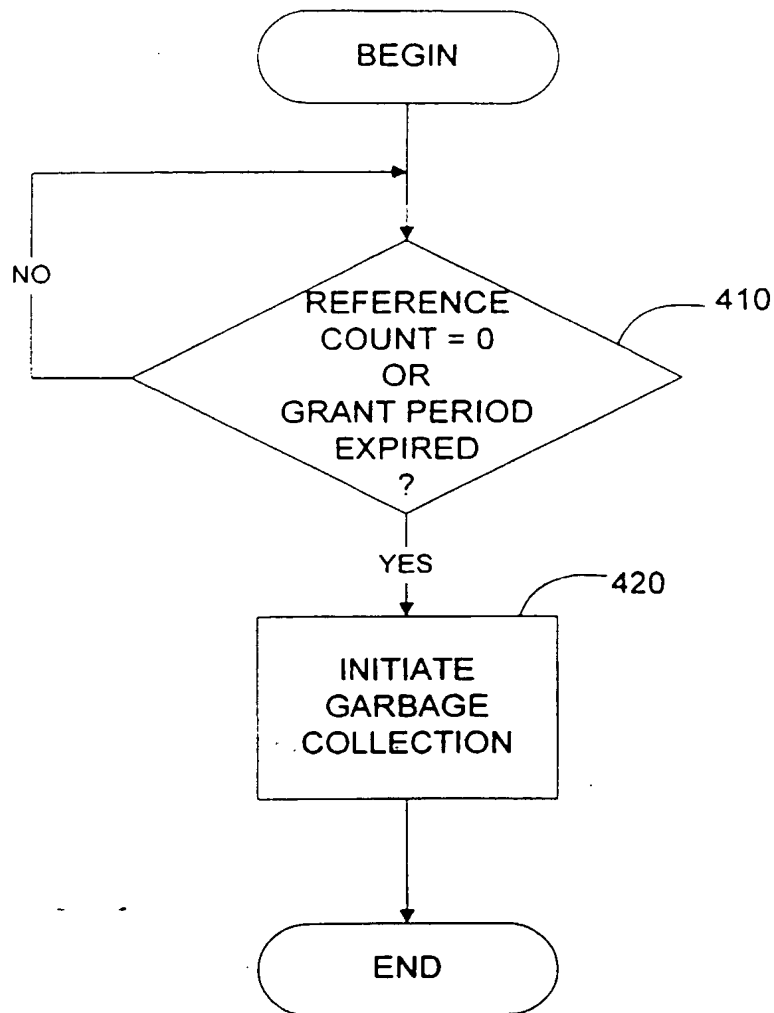 BEGIN
NO
REFERENCE
COUNT = 0
OR
GRANT PERIOD
EXPIRED
?
410
YES
420
INITIATE
GARBAGE
COLLECTION
END